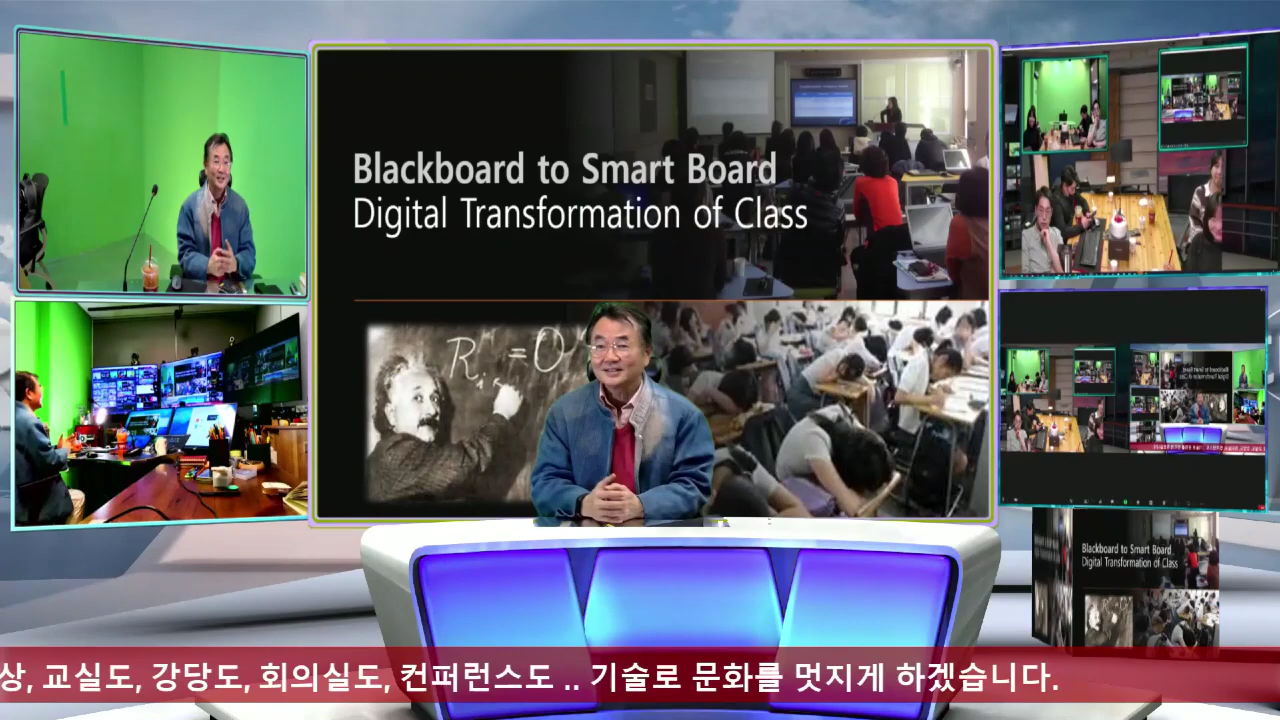 Blackboard to Smart Board
Digital Transformation of Class
Blackboard to Smart Board
Digital Transformation of Class
상, 교실도, 강당도, 회의실도, 컨퍼런스도 .. 기술로 문화를 멋지게 하겠습니다.